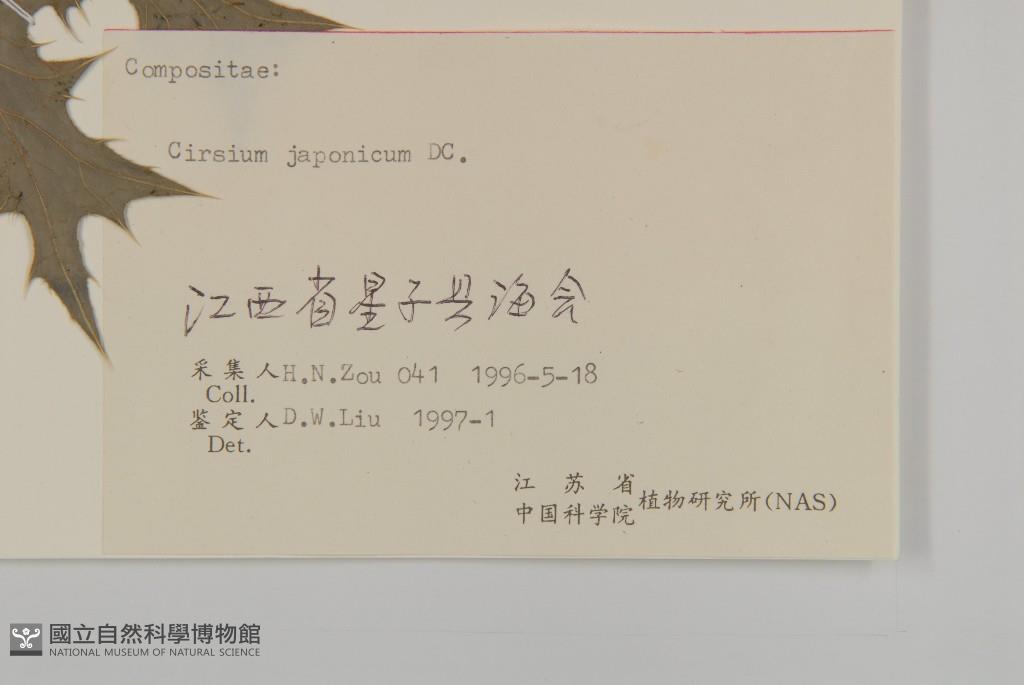 Compositae:
Cirsium japonicum DC.
江西省星子县海会
采集人 H.N.Zou 041 1996-5-18
Coll.
鉴定人 D.W.Liu 1997-1
Det.
江苏省
中国科学院 植物研究所(NAS)
國立自然科學博物館
NATIONAL MUSEUM OF NATURAL SCIENCE